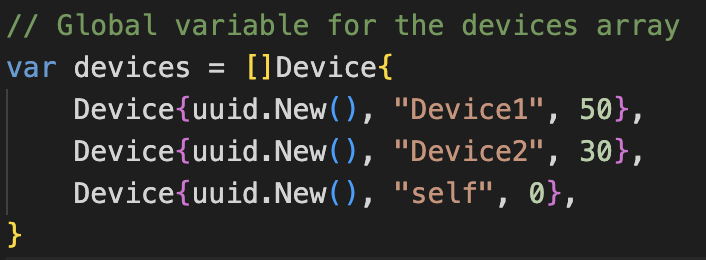 // Global variable for the devices array
var devices = []Device{
    Device{uuid.New(), "Device1", 50},
    Device{uuid.New(), "Device2", 30},
    Device{uuid.New(), "self", 0},
}